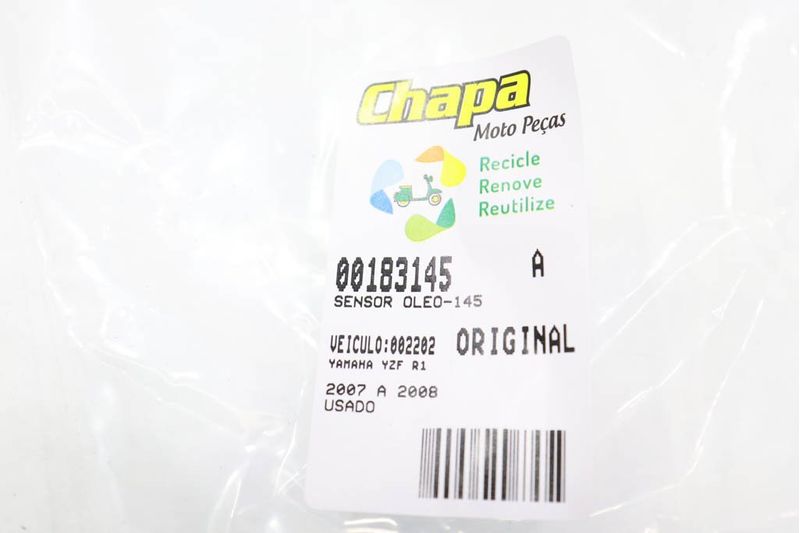 Chapa
Moto Peças
Recicle
Renove
Reutilize
00183145 A
SENSOR OLEO-145
VEICULO:002202 ORIGINAL
YAMAHA YZF R1
2007 A 2008
USADO